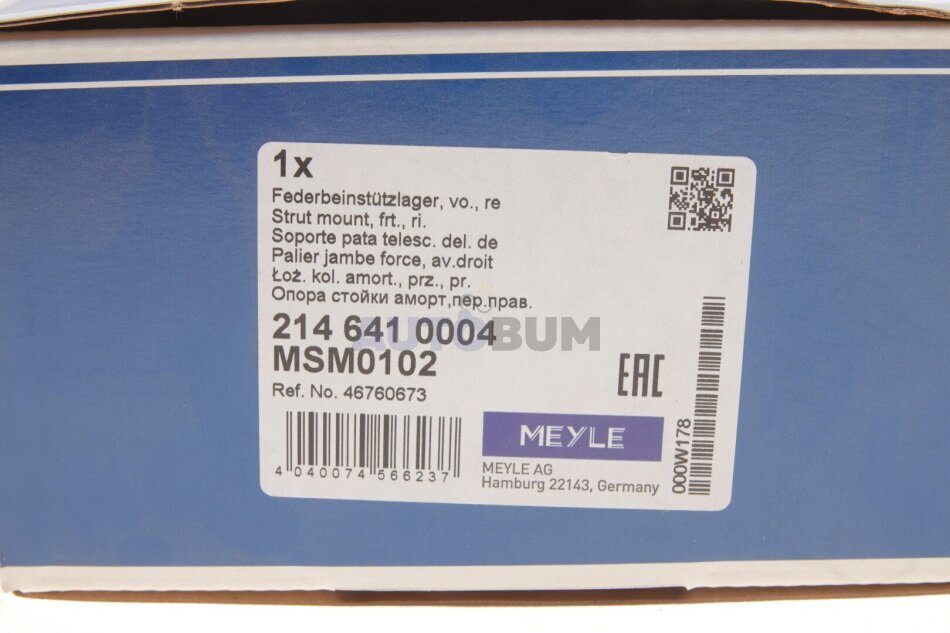 1x
Federbeinstützlager, vo., re
Strut mount, frt., ri.
Soporte pata telesc. del. de
Palier jambe force, av.droit
Łoż. kol. amort., prz., pr.
Опора стойки аморт,пер.прав.
214 641 0004
AUTOBUM
MSM0102
Ref. No. 46760673
EAC
4 040074 566237
MEYLE
MEYLE AG
Hamburg 22143, Germany
000W178